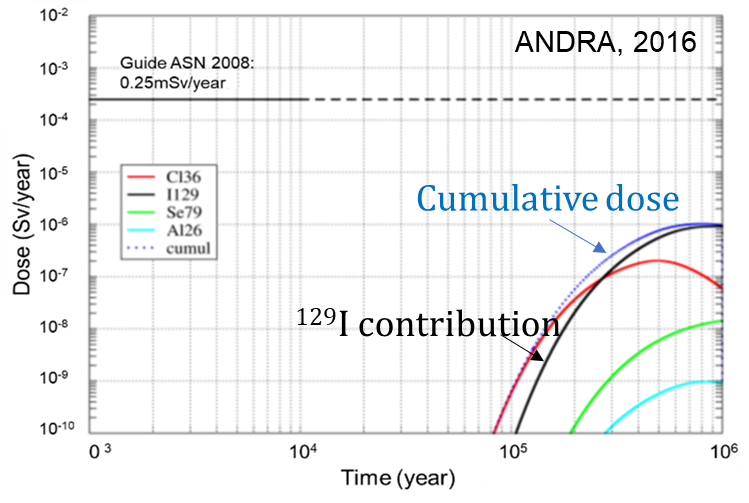 10⁻²
ANDRA, 2016
Guide ASN 2008:
0.25mSv/year
10⁻³
10⁻⁴
10⁻⁵
Cl36
I129
Se79
Al26
cumul
Cumulative dose
10⁻⁶
10⁻⁷
¹²⁹I contribution
10⁻⁸
10⁻⁹
10⁻¹⁰
Dose (Sv/year)
0 ³
10⁴
10⁵
10⁶
Time (year)